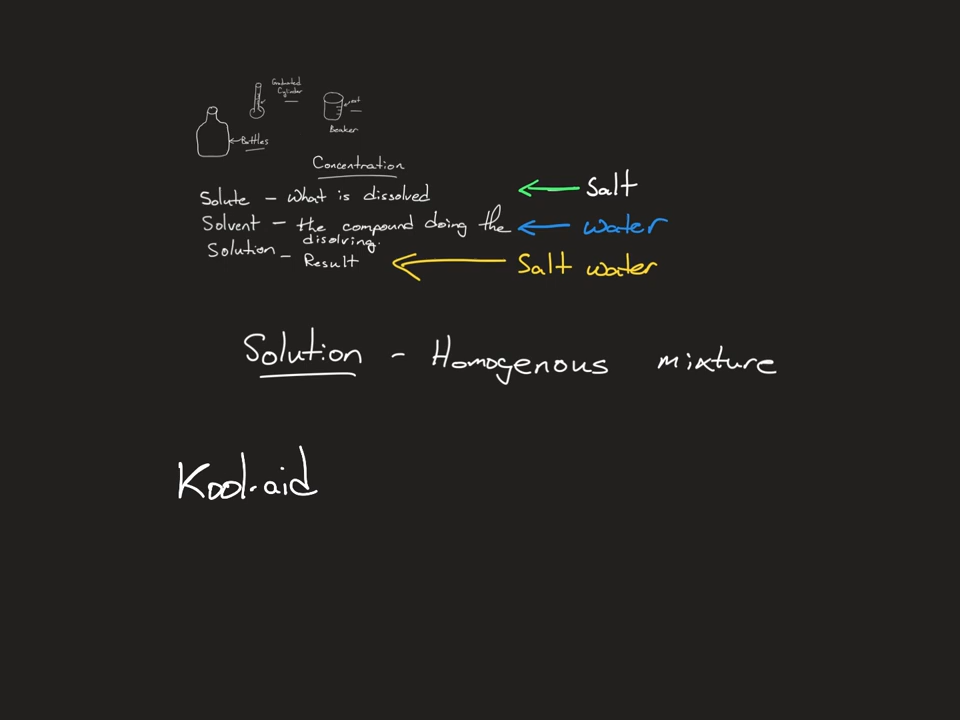 Graduated
Cylinder
Beaker
Bottles
Concentration
Solute - What is dissolved
Salt
Solvent - the compound doing the
water
disolving.
Solution - Result
Salt water
Solution - Homogenous mixture
Kool-aid